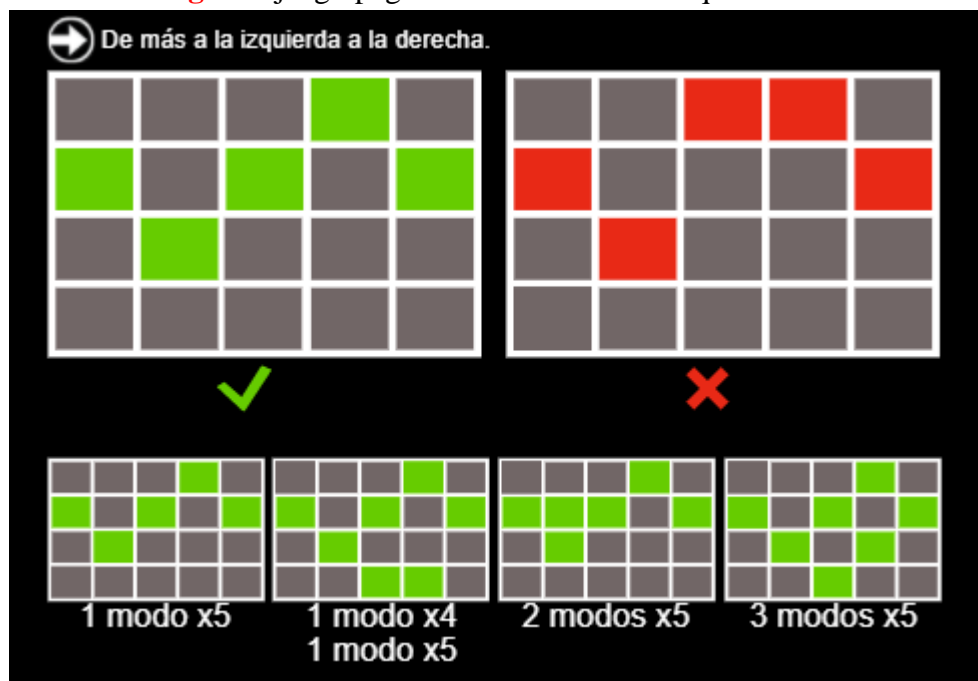 De más a la izquierda a la derecha.
1 modo x5
1 modo x4
1 modo x5
2 modos x5
3 modos x5